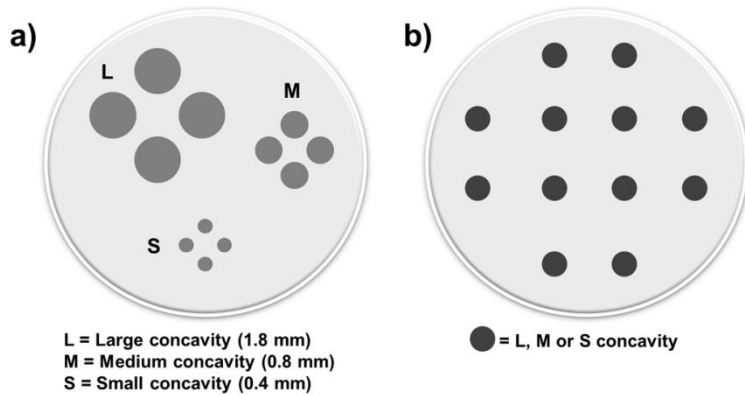 a)
b)
L
M
S
L = Large concavity (1.8 mm)
M = Medium concavity (0.8 mm)
S = Small concavity (0.4 mm)
= L, M or S concavity